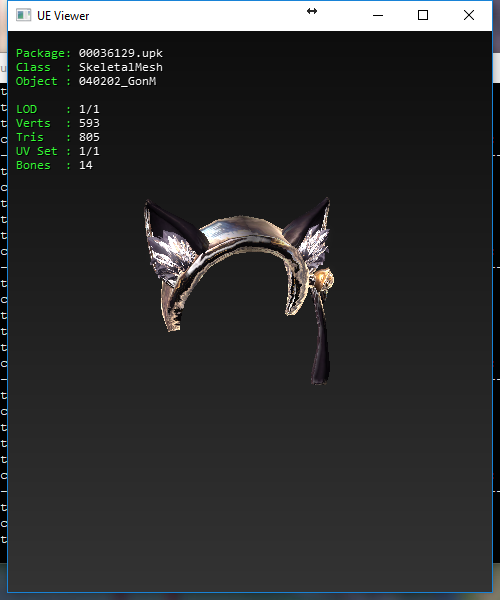 UE Viewer
Package: 00036129.upk
Class : SkeletalMesh
Object : 040202_GonM
LOD : 1/1
Verts : 593
Tris : 805
UV Set : 1/1
Bones : 14